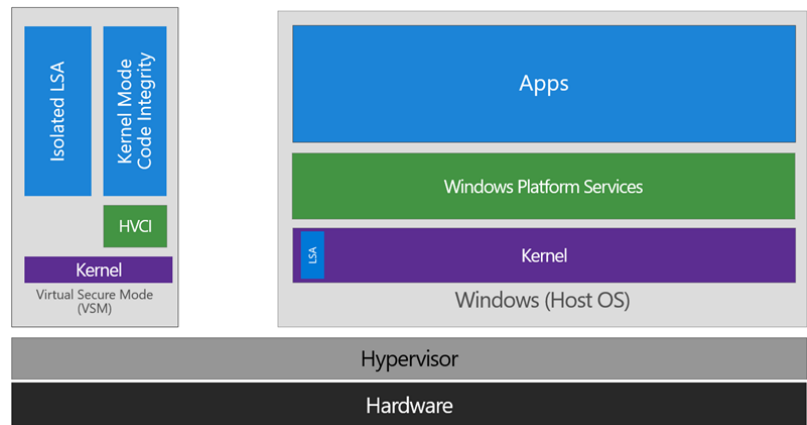 Isolated LSA
Kernel Mode
Code Integrity
HVCI
Kernel
Virtual Secure Mode
(VSM)
Apps
Windows Platform Services
LSA
Kernel
Windows (Host OS)
Hypervisor
Hardware